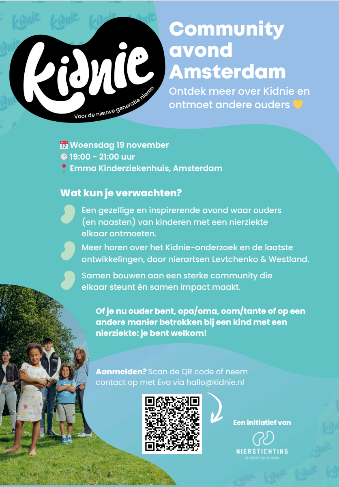 Kidnie
Voor de nieuwe generatie nieren
Community
avond
Amsterdam
Ontdek meer over Kidnie en
ontmoet andere ouders 💛
📅 Woensdag 19 november
🕖 19:00 - 21:00 uur
📍 Emma Kinderziekenhuis, Amsterdam
Wat kun je verwachten?
Een gezellige en inspirerende avond waar ouders
(en naasten) van kinderen met een nierziekte
elkaar ontmoeten.
Meer horen over het Kidnie-onderzoek en de laatste
ontwikkelingen, door nierartsen Levtchenko & Westland.
Samen bouwen aan een sterke community die
elkaar steunt én samen impact maakt.
Of je nu ouder bent, opa/oma, oom/tante of op een
andere manier betrokken bij een kind met een
nierziekte: je bent welkom!
Aanmelden? Scan de QR code of neem
contact op met Eva via hallo@kidnie.nl
Een initiatief van
NIERSTICHTING